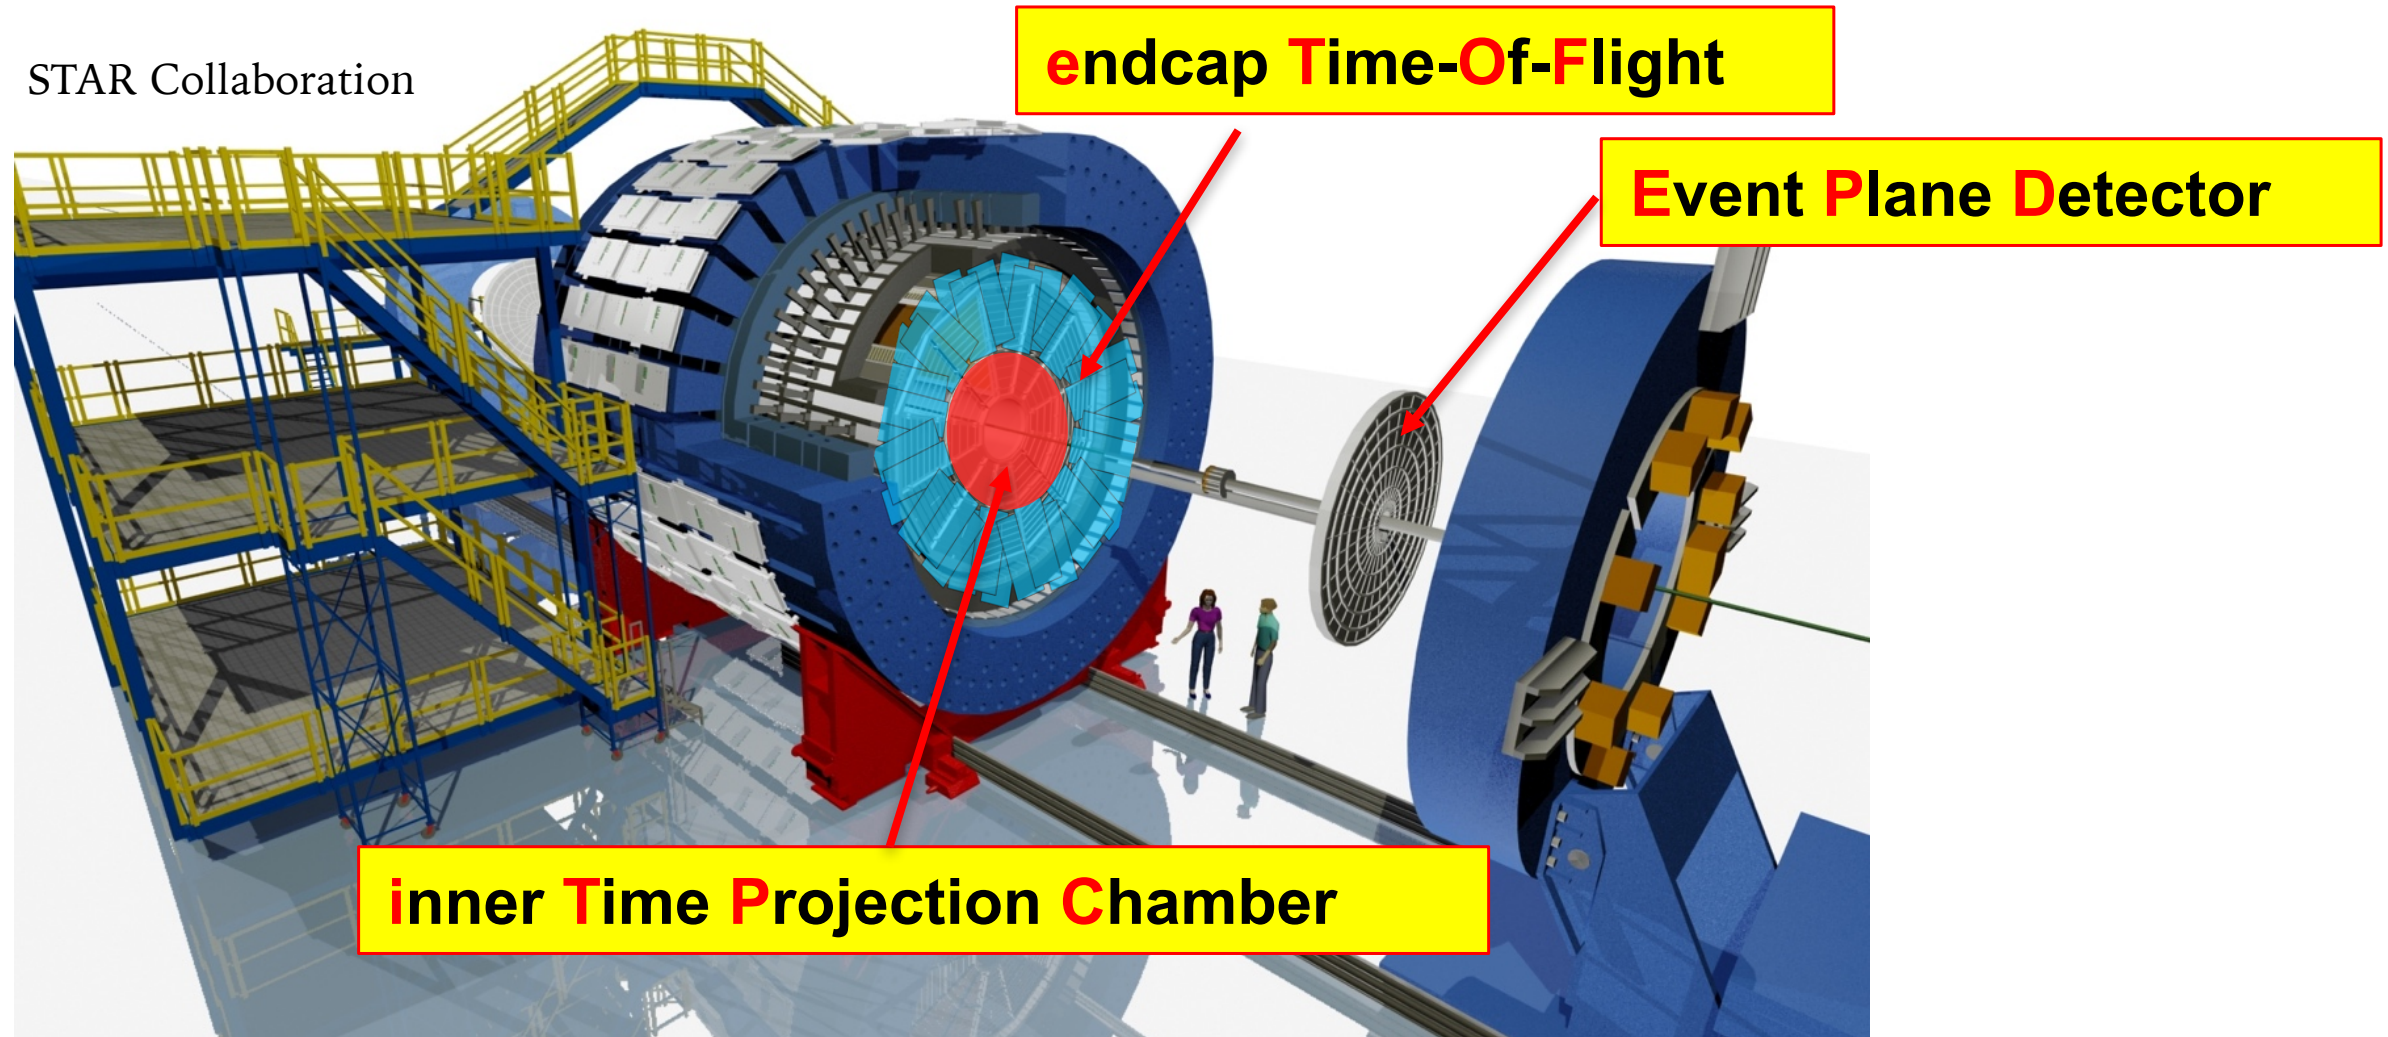 STAR Collaboration
endcap Time-Of-Flight
Event Plane Detector
inner Time Projection Chamber